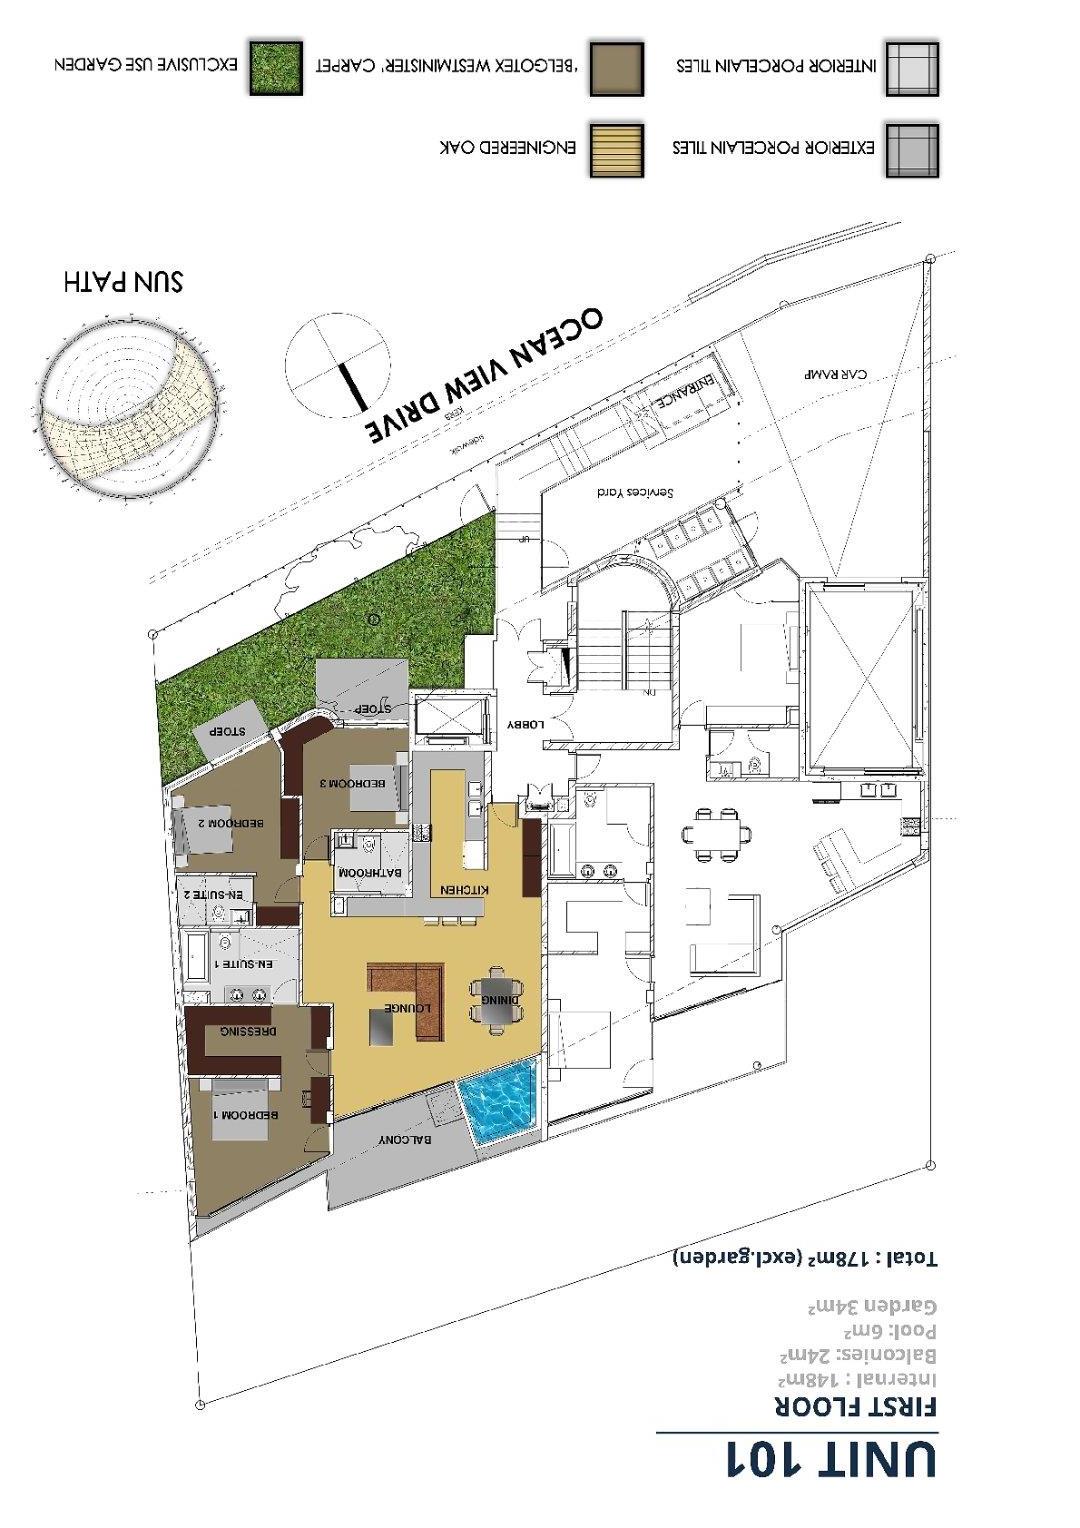 UNIT 101
FIRST FLOOR
Internal : 148m²
Balconies: 24m²
Pool: 6m²
Garden 34m²
Total : 178m² (excl.garden)
BALCONY
BEDROOM 1
DRESSING
DINING
LOUNGE
EN-SUITE 1
EN-SUITE 2
KITCHEN
BATHROOM
BEDROOM 2
BEDROOM 3
STOEP
STOEP
LOBBY
DN
UP
Services Yard
ENTRANCE
CAR RAMP
sidewalk
KERB
OCEAN VIEW DRIVE
SUN PATH
EXTERIOR PORCELAIN TILES
ENGINEERED OAK
INTERIOR PORCELAIN TILES
'BELGOTEX WESTMINISTER' CARPET
EXCLUSIVE USE GARDEN